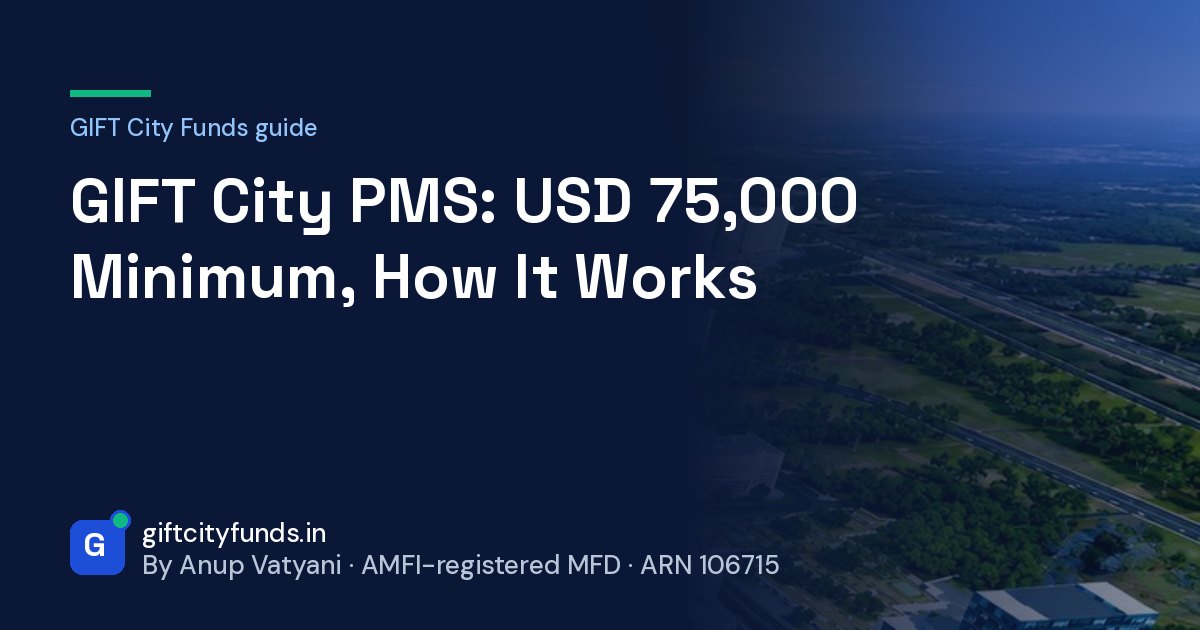 GIFT City Funds guide
GIFT City PMS: USD 75,000
Minimum, How It Works
G
giftcityfunds.in
By Anup Vatyani · AMFI-registered MFD · ARN 106715